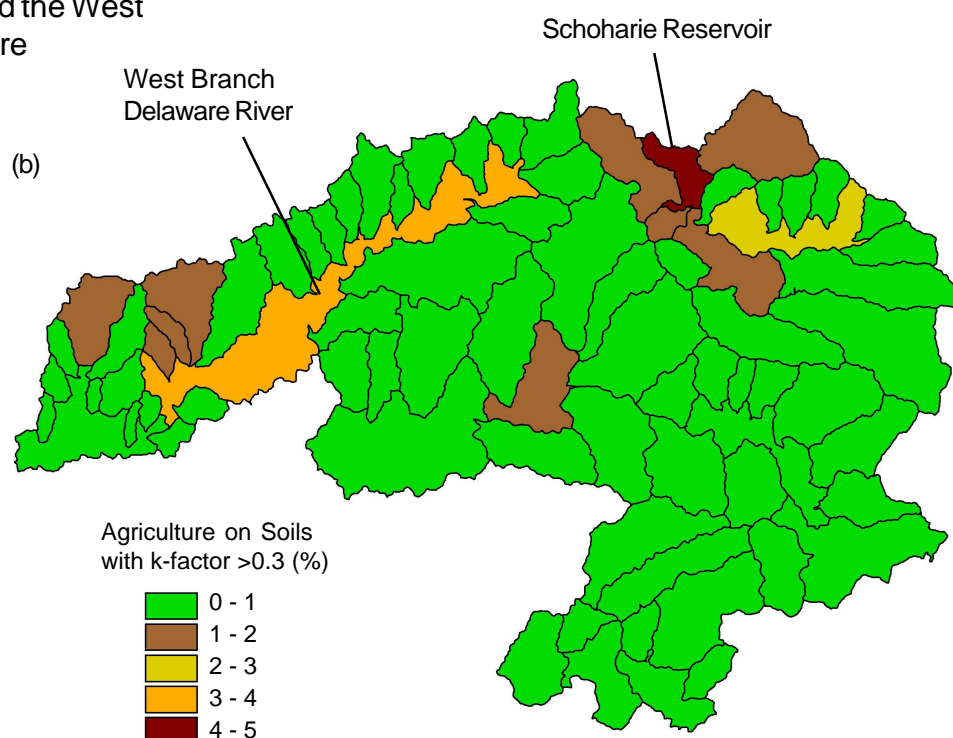 d the West
re
Schoharie Reservoir
West Branch
Delaware River
(b)
Agriculture on Soils
with k-factor >0.3 (%)
0 - 1
1 - 2
2 - 3
3 - 4
4 - 5